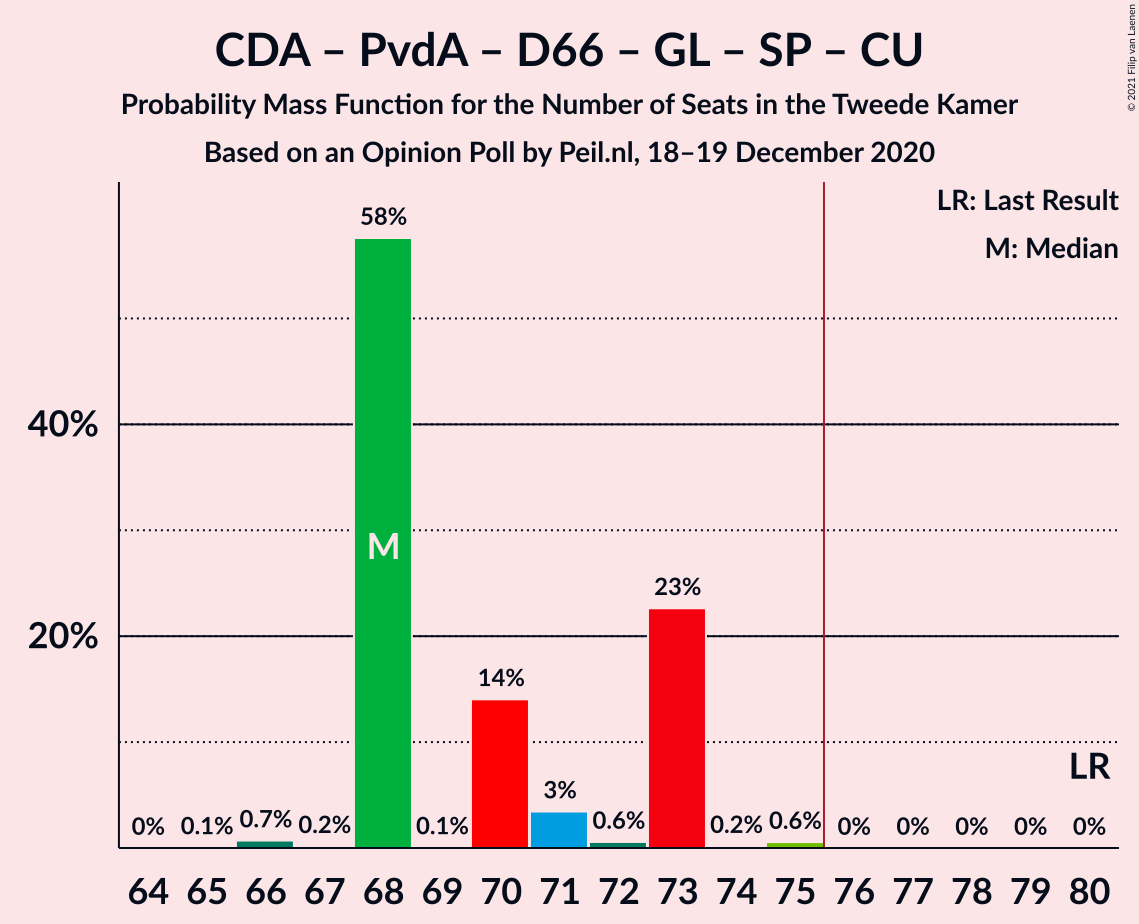 CDA – PvdA – D66 – GL – SP – CU
Probability Mass Function for the Number of Seats in the Tweede Kamer
Based on an Opinion Poll by Peil.nl, 18–19 December 2020
© 2021 Filip van Laenen
LR: Last Result
M: Median
58%
40%
M
23%
20%
14%
LR
3%
0% 0.1% 0.7% 0.2% 0.1% 0.6% 0.2% 0.6% 0% 0% 0% 0% 0%
64 65 66 67 68 69 70 71 72 73 74 75 76 77 78 79 80